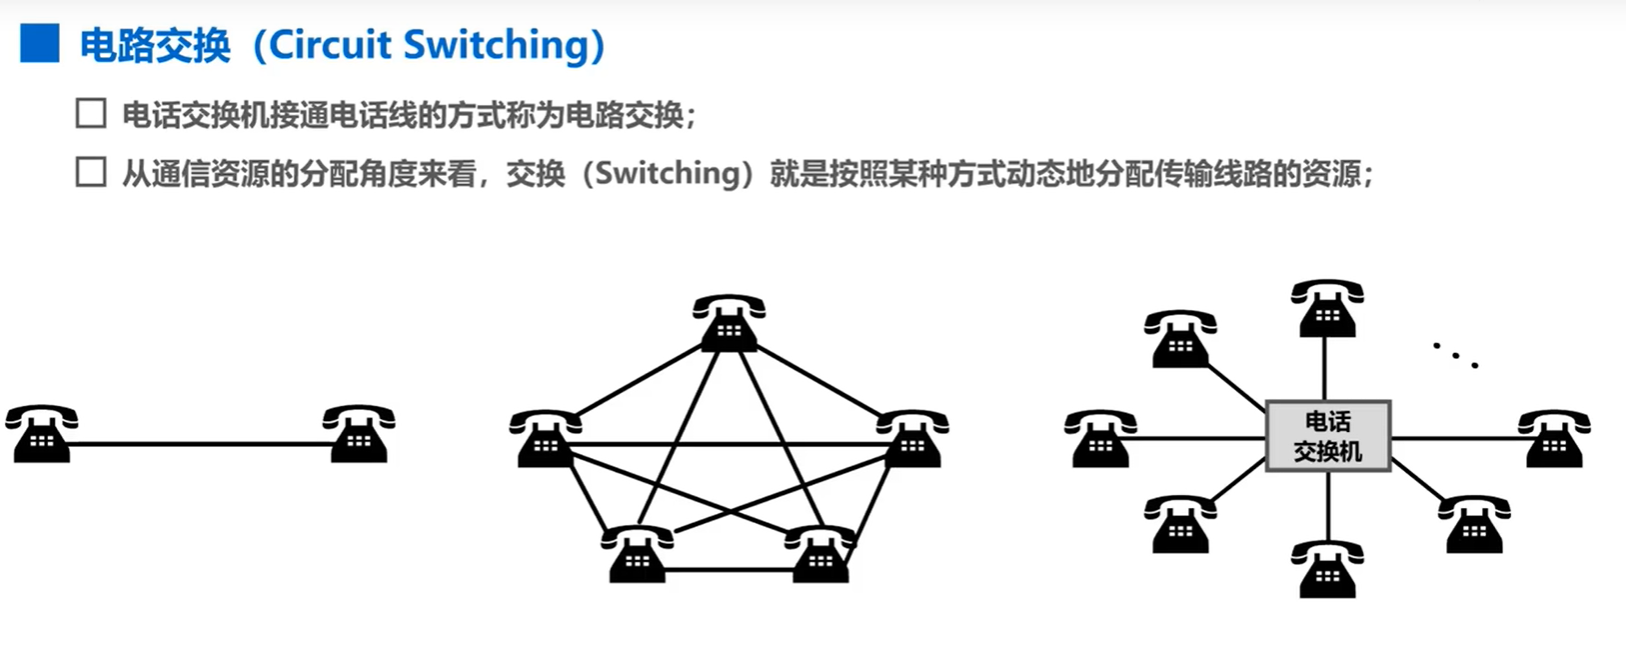 电路交换（Circuit Switching）
电话交换机接通电话线的方式称为电路交换；
从通信资源的分配角度来看，交换（Switching）就是按照某种方式动态地分配传输线路的资源；
电话
交换机